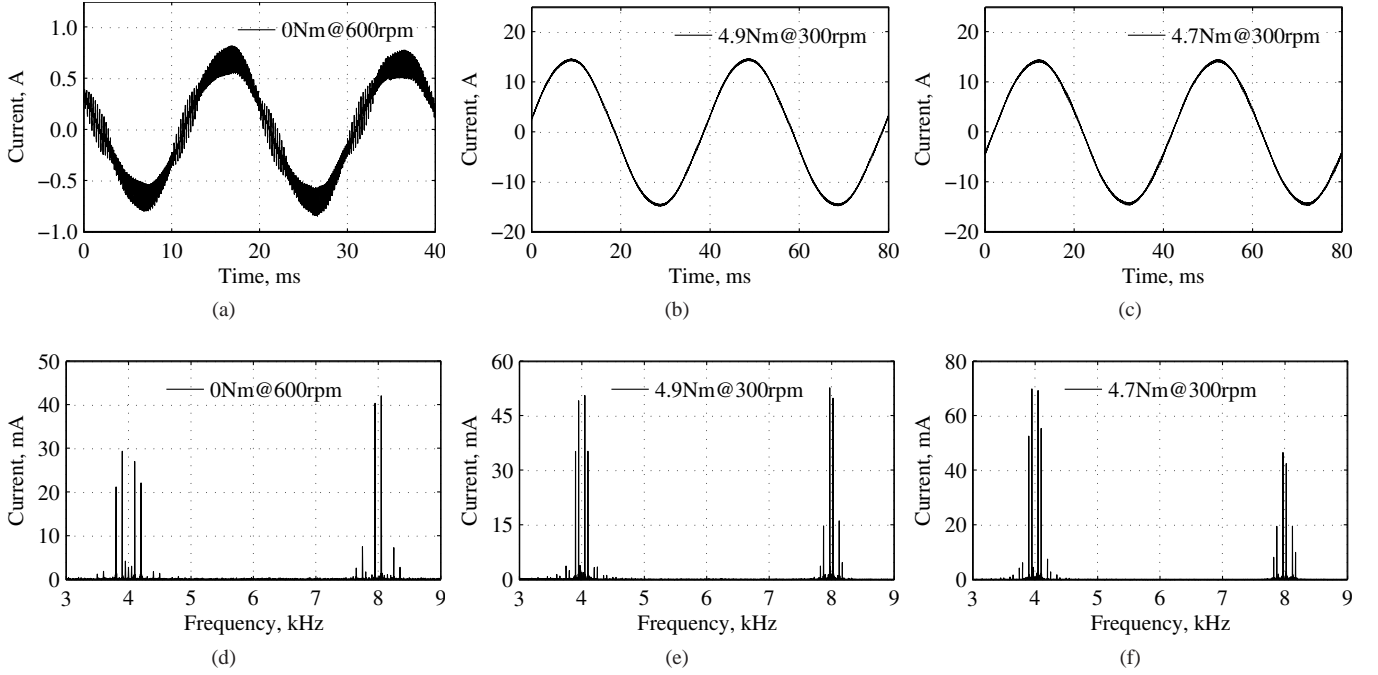 0Nm@600rpm
Current, A
1.0
0.5
0.0
−0.5
−1.0
0 10 20 30 40
Time, ms
(a)
4.9Nm@300rpm
Current, A
20
10
0
−10
−20
0 20 40 60 80
Time, ms
(b)
4.7Nm@300rpm
Current, A
20
10
0
−10
−20
0 20 40 60 80
Time, ms
(c)
0Nm@600rpm
Current, mA
50
40
30
20
10
0
3 4 5 6 7 8 9
Frequency, kHz
(d)
4.9Nm@300rpm
Current, mA
60
45
30
15
0
3 4 5 6 7 8 9
Frequency, kHz
(e)
4.7Nm@300rpm
Current, mA
80
60
40
20
0
3 4 5 6 7 8 9
Frequency, kHz
(f)